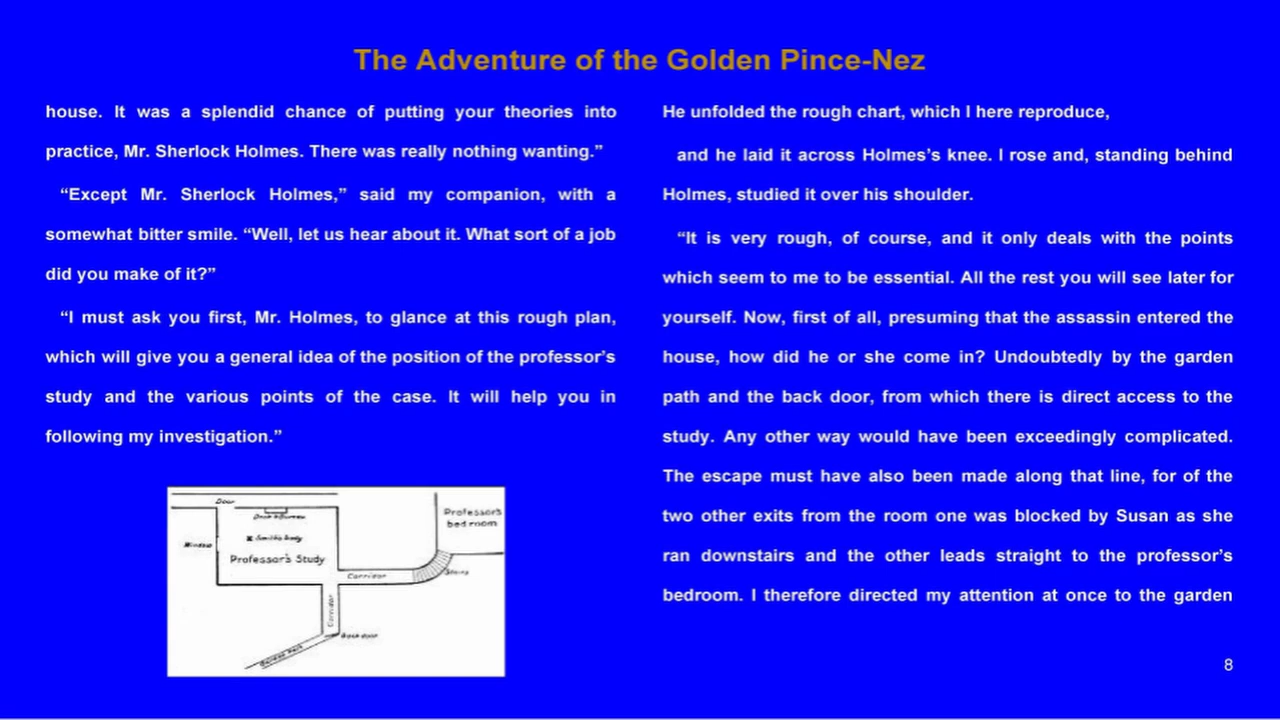 The Adventure of the Golden Pince-Nez
house. It was a splendid chance of putting your theories into
practice, Mr. Sherlock Holmes. There was really nothing wanting.”
“Except Mr. Sherlock Holmes,” said my companion, with a
somewhat bitter smile. “Well, let us hear about it. What sort of a job
did you make of it?”
“I must ask you first, Mr. Holmes, to glance at this rough plan,
which will give you a general idea of the position of the professor’s
study and the various points of the case. It will help you in
following my investigation.”
Door
Desk & Bureau
Professor's
bed room
Window
Smith's body
Professor's Study
Corridor
Stairs
Corridor
Back door
Garden Path
He unfolded the rough chart, which I here reproduce,
and he laid it across Holmes’s knee. I rose and, standing behind
Holmes, studied it over his shoulder.
“It is very rough, of course, and it only deals with the points
which seem to me to be essential. All the rest you will see later for
yourself. Now, first of all, presuming that the assassin entered the
house, how did he or she come in? Undoubtedly by the garden
path and the back door, from which there is direct access to the
study. Any other way would have been exceedingly complicated.
The escape must have also been made along that line, for of the
two other exits from the room one was blocked by Susan as she
ran downstairs and the other leads straight to the professor’s
bedroom. I therefore directed my attention at once to the garden
8